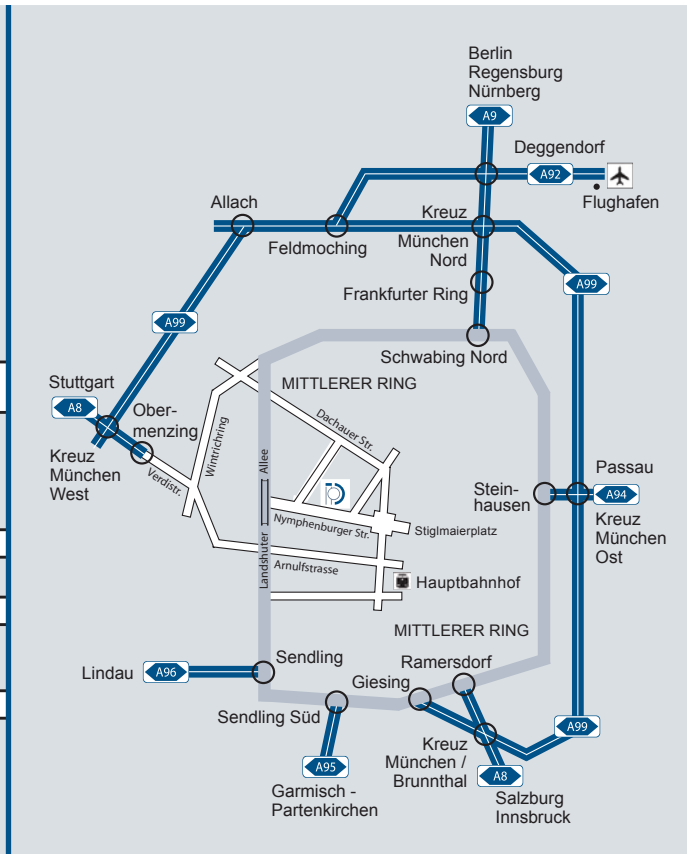 Berlin
Regensburg
Nürnberg
A9
Deggendorf
A92
Flughafen
Allach
Feldmoching
Kreuz
München
Nord
A99
Frankfurter Ring
A99
Schwabing Nord
MITTLERER RING
Stuttgart
A8
Ober-
menzing
Kreuz
München
West
Verdistr.
Wintrichring
Dachauer Str.
Landshuter Allee
Nymphenburger Str.
Stiglmaierplatz
Arnulfstrasse
Hauptbahnhof
Stein-
hausen
Passau
A94
Kreuz
München
Ost
MITTLERER RING
Lindau
A96
Sendling
Ramersdorf
Giesing
Sendling Süd
A99
A95
Kreuz
München /
Brunnthal
A8
Garmisch -
Partenkirchen
Salzburg
Innsbruck